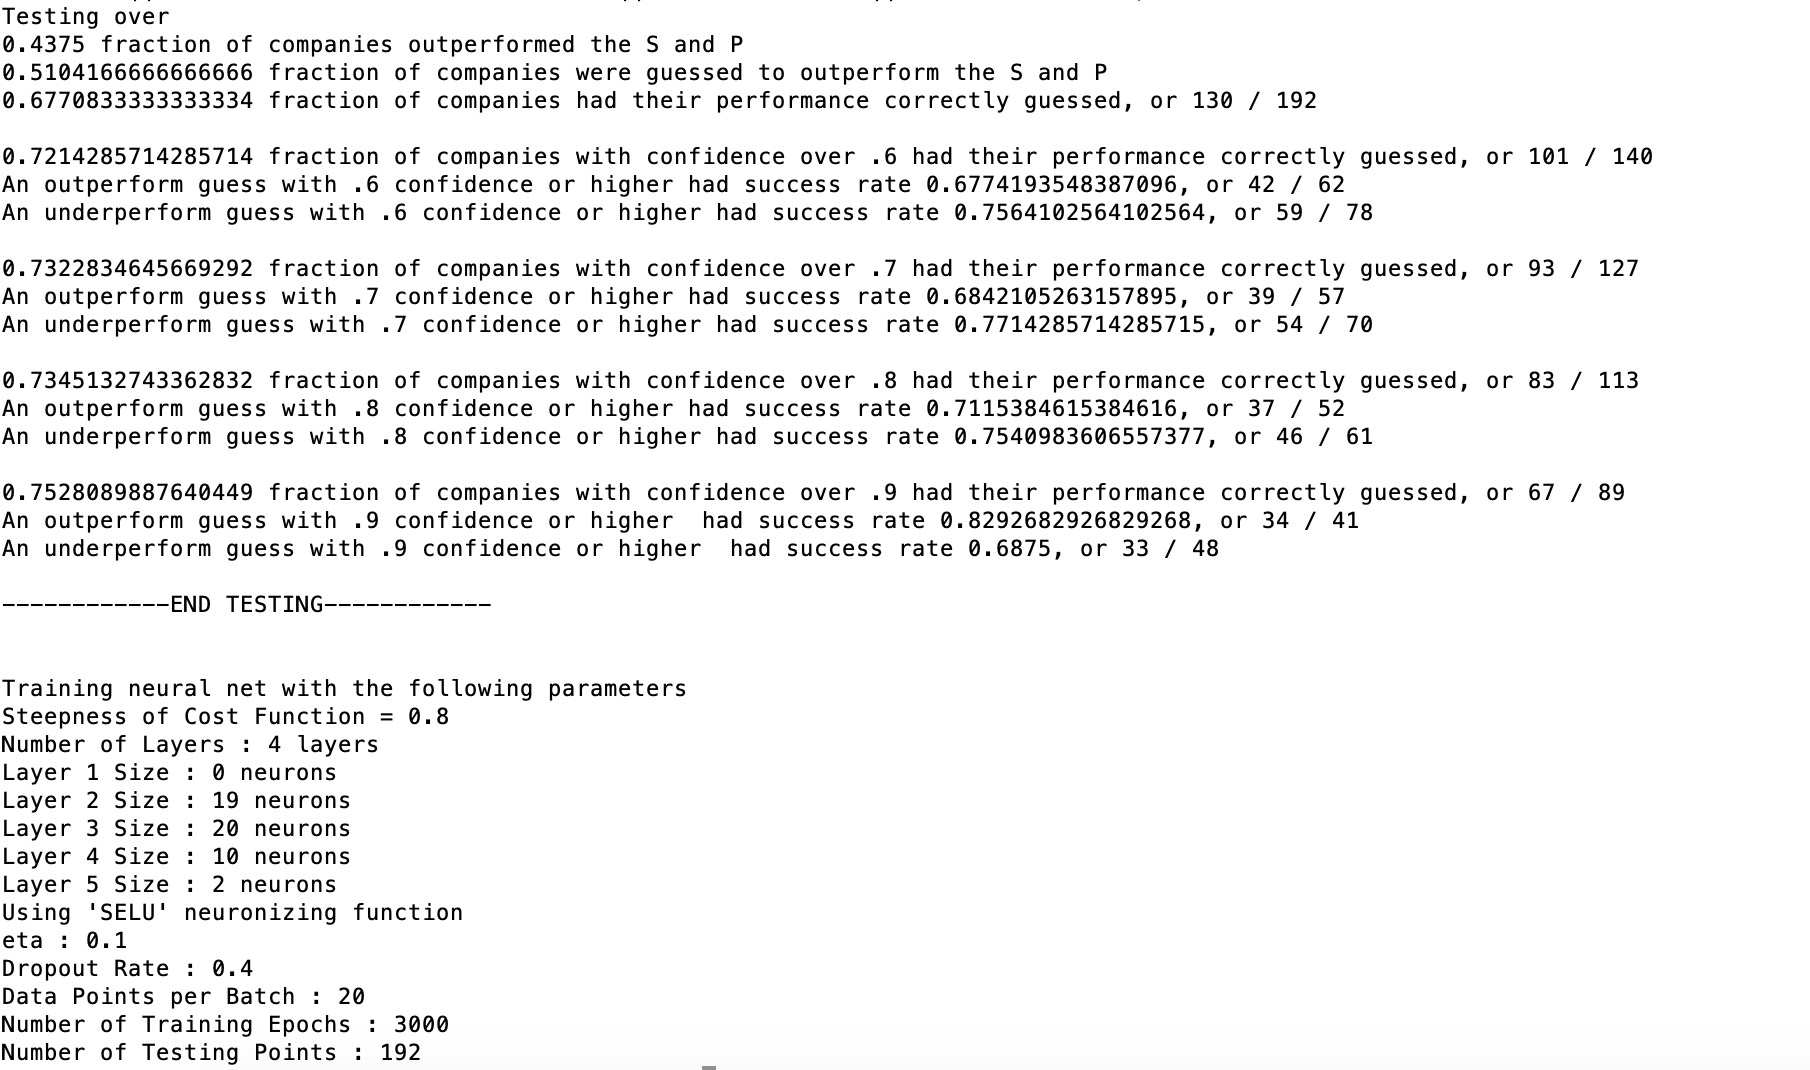 Testing over
0.4375 fraction of companies outperformed the S and P
0.5104166666666666 fraction of companies were guessed to outperform the S and P
0.6770833333333334 fraction of companies had their performance correctly guessed, or 130 / 192
0.7214285714285714 fraction of companies with confidence over .6 had their performance correctly guessed, or 101 / 140
An outperform guess with .6 confidence or higher had success rate 0.6774193548387096, or 42 / 62
An underperform guess with .6 confidence or higher had success rate 0.7564102564102564, or 59 / 78
0.7322834645669292 fraction of companies with confidence over .7 had their performance correctly guessed, or 93 / 127
An outperform guess with .7 confidence or higher had success rate 0.6842105263157895, or 39 / 57
An underperform guess with .7 confidence or higher had success rate 0.7714285714285715, or 54 / 70
0.7345132743362832 fraction of companies with confidence over .8 had their performance correctly guessed, or 83 / 113
An outperform guess with .8 confidence or higher had success rate 0.7115384615384616, or 37 / 52
An underperform guess with .8 confidence or higher had success rate 0.7540983606557377, or 46 / 61
0.7528089887640449 fraction of companies with confidence over .9 had their performance correctly guessed, or 67 / 89
An outperform guess with .9 confidence or higher  had success rate 0.8292682926829268, or 34 / 41
An underperform guess with .9 confidence or higher  had success rate 0.6875, or 33 / 48
------------END TESTING------------
Training neural net with the following parameters
Steepness of Cost Function = 0.8
Number of Layers : 4 layers
Layer 1 Size : 0 neurons
Layer 2 Size : 19 neurons
Layer 3 Size : 20 neurons
Layer 4 Size : 10 neurons
Layer 5 Size : 2 neurons
Using 'SELU' neuronizing function
eta : 0.1
Dropout Rate : 0.4
Data Points per Batch : 20
Number of Training Epochs : 3000
Number of Testing Points : 192